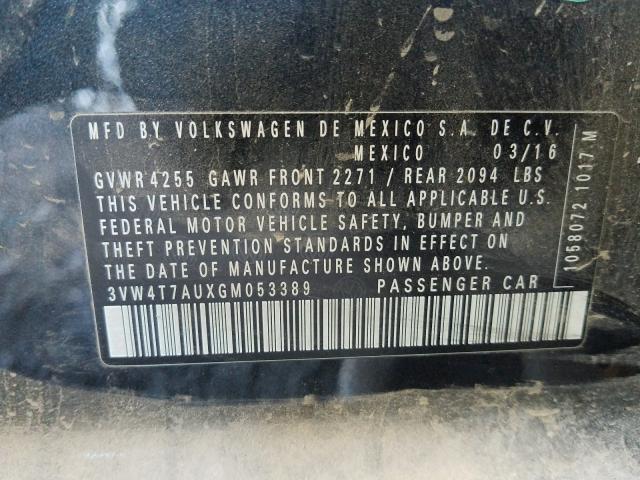 MFD BY VOLKSWAGEN DE MEXICO S.A. DE C.V.
MEXICO 03/16
GVWR 4255 GAWR FRONT 2271 / REAR 2094 LBS
THIS VEHICLE CONFORMS TO ALL APPLICABLE U.S.
FEDERAL MOTOR VEHICLE SAFETY, BUMPER AND
THEFT PREVENTION STANDARDS IN EFFECT ON
THE DATE OF MANUFACTURE SHOWN ABOVE.
3VW4T7AUXGM053389 PASSENGER CAR
1058072 1017 M